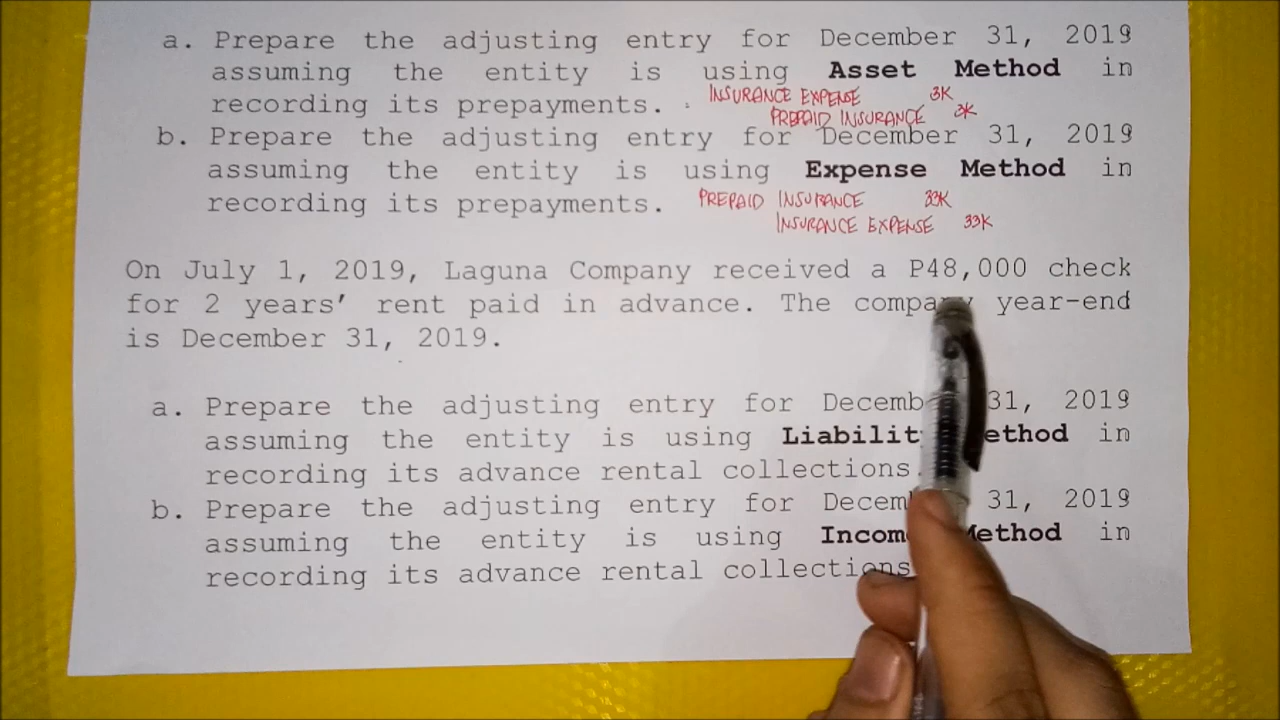 a. Prepare the adjusting entry for December 31, 2019
assuming the entity is using Asset Method in
recording its prepayments.
INSURANCE EXPENSE 3K
PREPAID INSURANCE 3K
b. Prepare the adjusting entry for December 31, 2019
assuming the entity is using Expense Method in
recording its prepayments.
PREPAID INSURANCE 33K
INSURANCE EXPENSE 33K
On July 1, 2019, Laguna Company received a P48,000 check
for 2 years' rent paid in advance. The company year-end
is December 31, 2019.
a. Prepare the adjusting entry for Decemb 31, 2019
assuming the entity is using Liabilit ethod in
recording its advance rental collections.
b. Prepare the adjusting entry for Decem 31, 2019
assuming the entity is using Incom Method in
recording its advance rental collections